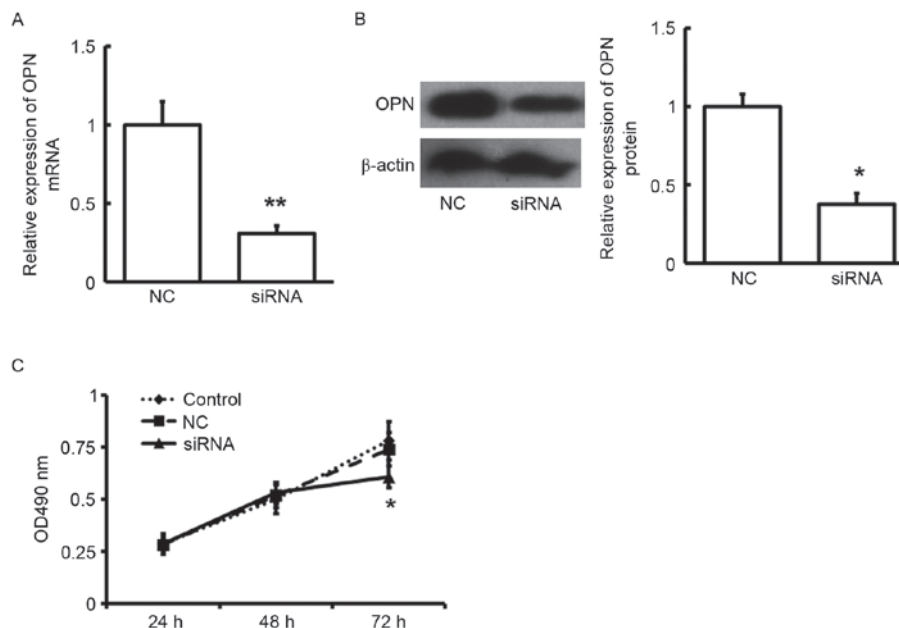 A
Relative expression of OPN
mRNA
1.5
1
0.5
0
**
NC siRNA
B
OPN
β-actin
NC siRNA
Relative expression of OPN
protein
1.5
1
0.5
0
*
NC siRNA
C
OD490 nm
1
0.75
0.5
0.25
0
Control
NC
siRNA
*
24 h 48 h 72 h